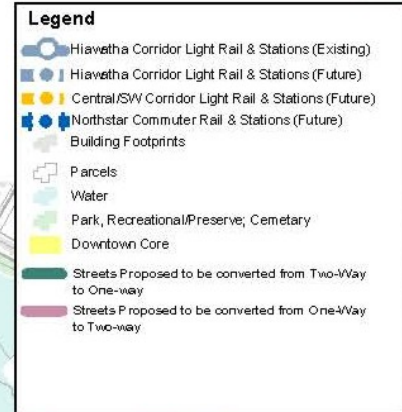 Legend
Hiawatha Corridor Light Rail & Stations (Existing)
Hiawatha Corridor Light Rail & Stations (Future)
Central/SW Corridor Light Rail & Stations (Future)
Northstar Commuter Rail & Stations (Future)
Building Footprints
Parcels
Water
Park, Recreational/Preserve; Cemetary
Downtown Core
Streets Proposed to be converted from Two-Way
to One-way
Streets Proposed to be converted from One-Way
to Two-way